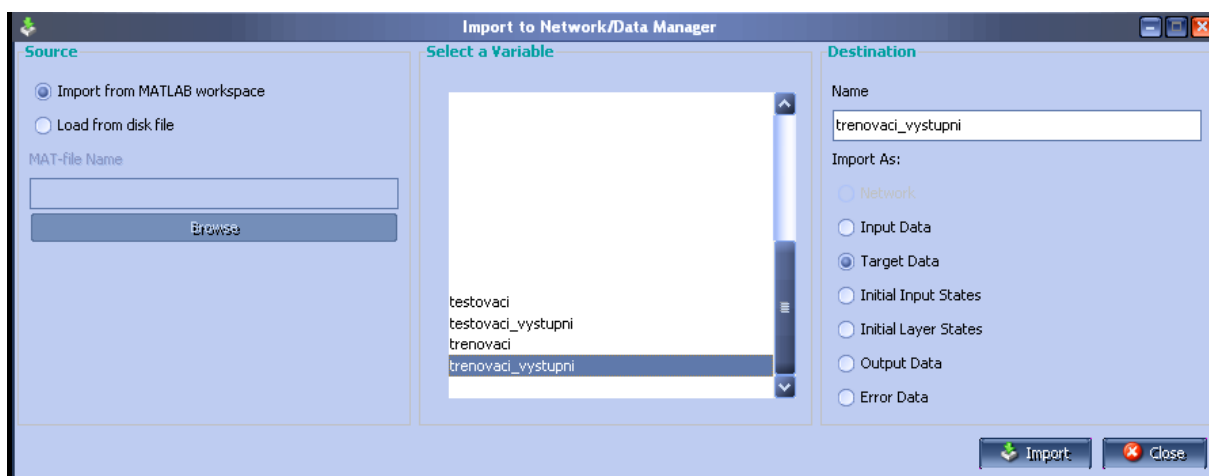 Import to Network/Data Manager
Source
Import from MATLAB workspace
Load from disk file
MAT-file Name
Browse
Select a Variable
testovaci
testovaci_vystupni
trenovaci
trenovaci_vystupni
Destination
Name
trenovaci_vystupni
Import As:
Network
Input Data
Target Data
Initial Input States
Initial Layer States
Output Data
Error Data
Import
Close